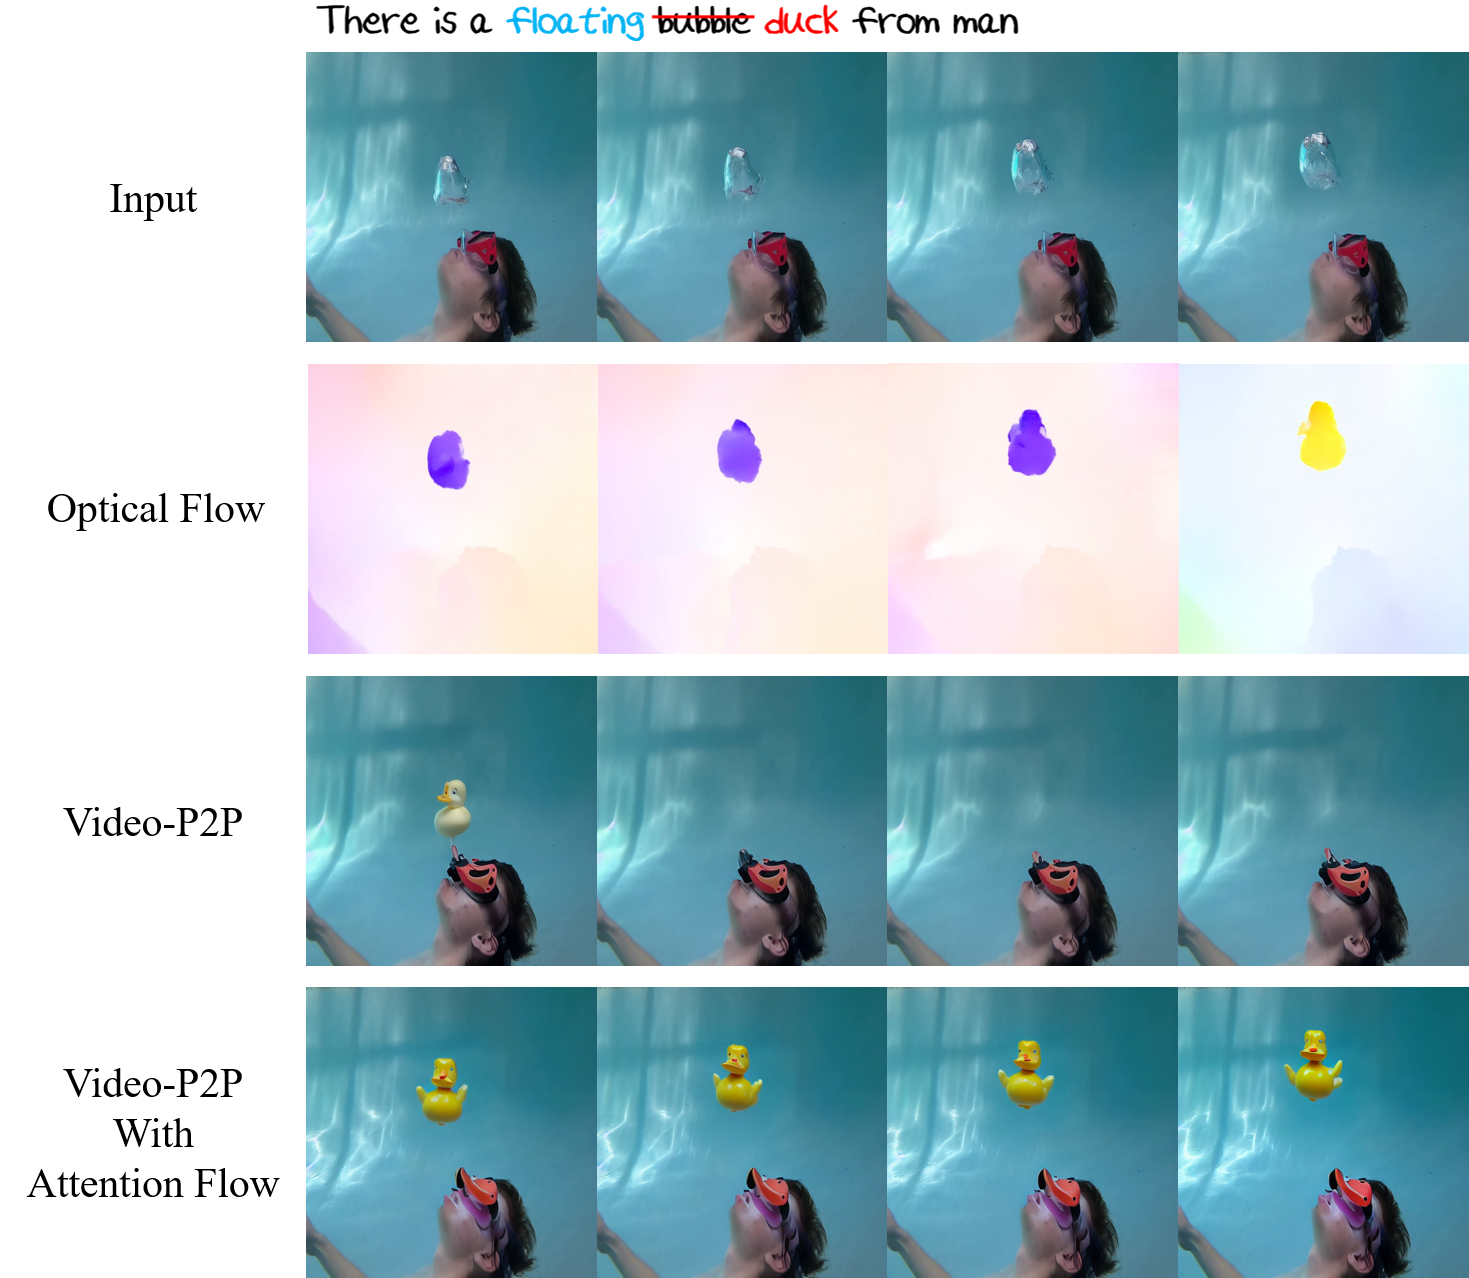 There is a floating bubble duck from man
Input
Optical Flow
Video-P2P
Video-P2P
With
Attention Flow